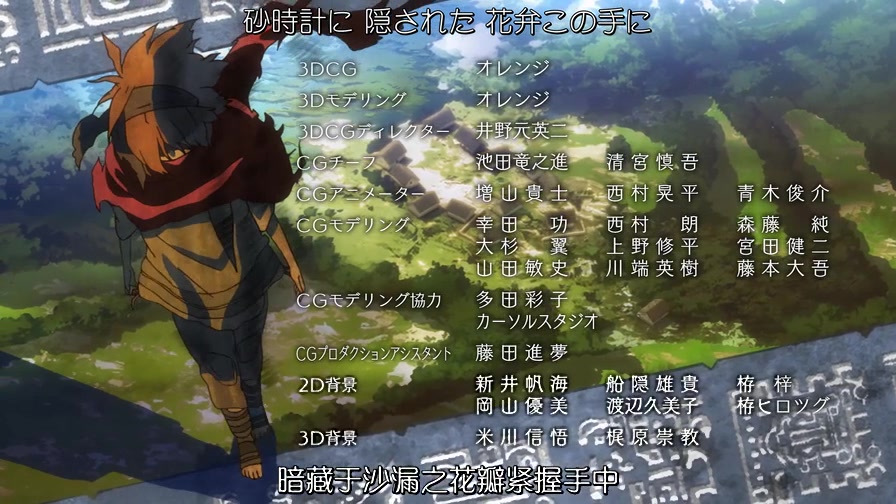 砂時計に 隠された 花弁この手に
3DCG オレンジ
3Dモデリング オレンジ
3DCGディレクター 井野元英二
CGチーフ 池田竜之進 清宮慎吾
CGアニメーター 増山貴士 西村晃平 青木俊介
CGモデリング 幸田 功 西村 朗 森藤 純
大杉 翼 上野修平 宮田健二
山田敏史 川端英樹 藤本大吾
CGモデリング協力 多田彩子
カーソルスタジオ
CGプロダクションアシスタント 藤田進夢
2D背景 新井帆海 船隠雄貴 栫 梓
岡山優美 渡辺久美子 栫ヒロツグ
3D背景 米川信悟 梶原崇教
暗藏于沙漏之花瓣紧握手中